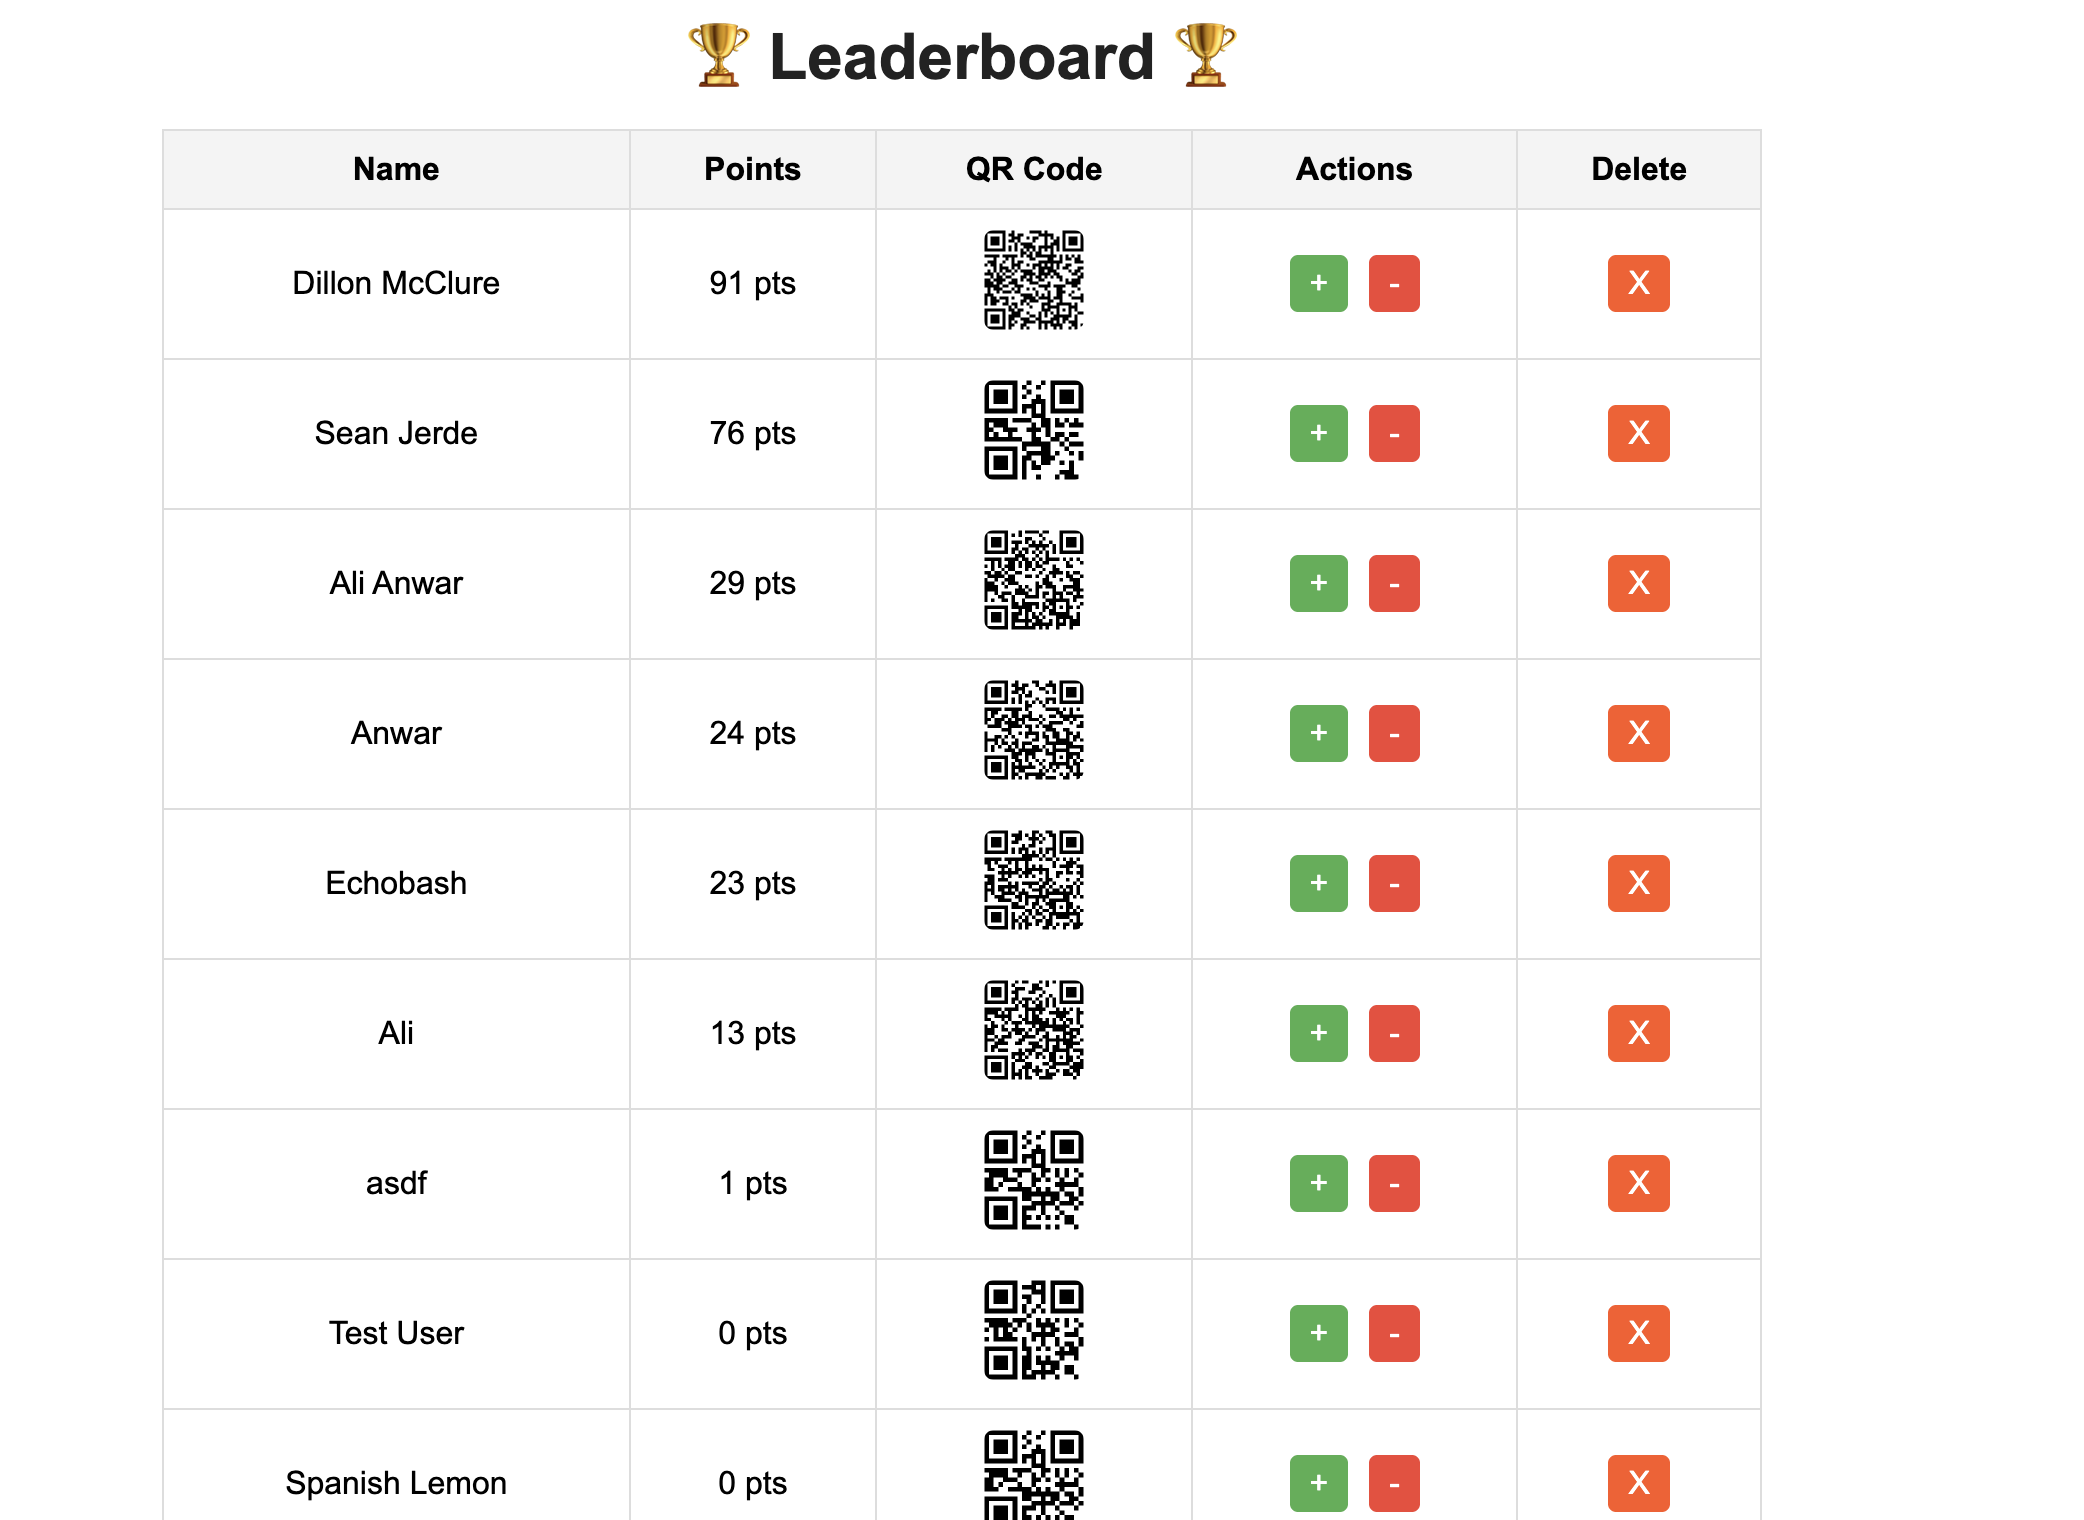 🏆 Leaderboard 🏆
Name Points QR Code Actions Delete
Dillon McClure 91 pts + - X
Sean Jerde 76 pts + - X
Ali Anwar 29 pts + - X
Anwar 24 pts + - X
Echobash 23 pts + - X
Ali 13 pts + - X
asdf 1 pts + - X
Test User 0 pts + - X
Spanish Lemon 0 pts + - X